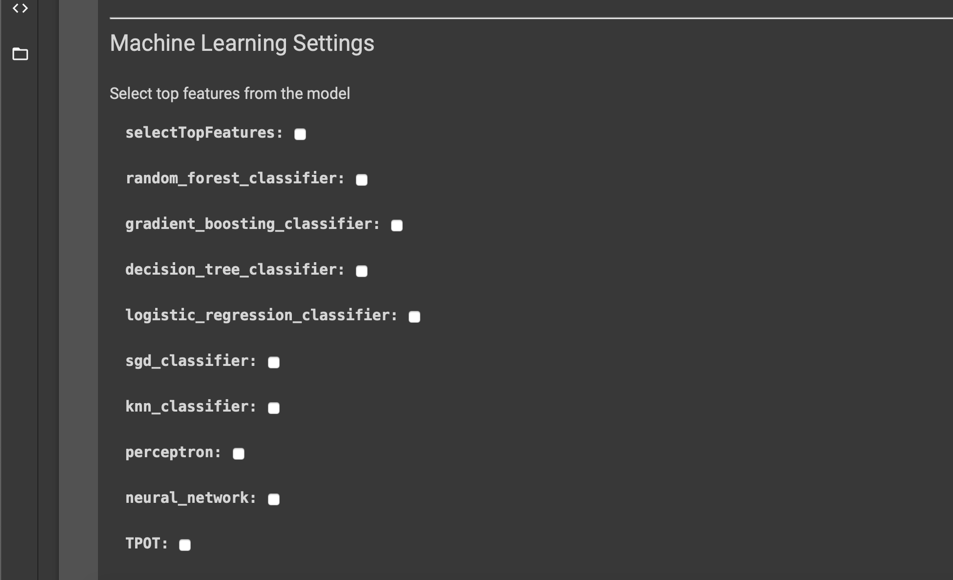 Machine Learning Settings
Select top features from the model
selectTopFeatures:
random_forest_classifier:
gradient_boosting_classifier:
decision_tree_classifier:
logistic_regression_classifier:
sgd_classifier:
knn_classifier:
perceptron:
neural_network:
TPOT: